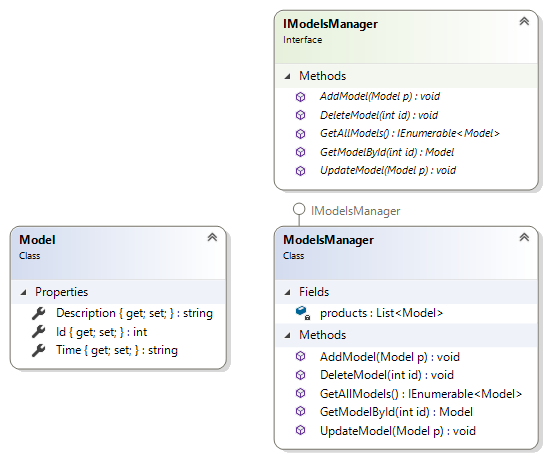 IModelsManager
Interface
Methods
AddModel(Model p) : void
DeleteModel(int id) : void
GetAllModels() : IEnumerable<Model>
GetModelById(int id) : Model
UpdateModel(Model p) : void
IModelsManager
Model
Class
Properties
Description { get; set; } : string
Id { get; set; } : int
Time { get; set; } : string
ModelsManager
Class
Fields
products : List<Model>
Methods
AddModel(Model p) : void
DeleteModel(int id) : void
GetAllModels() : IEnumerable<Model>
GetModelById(int id) : Model
UpdateModel(Model p) : void